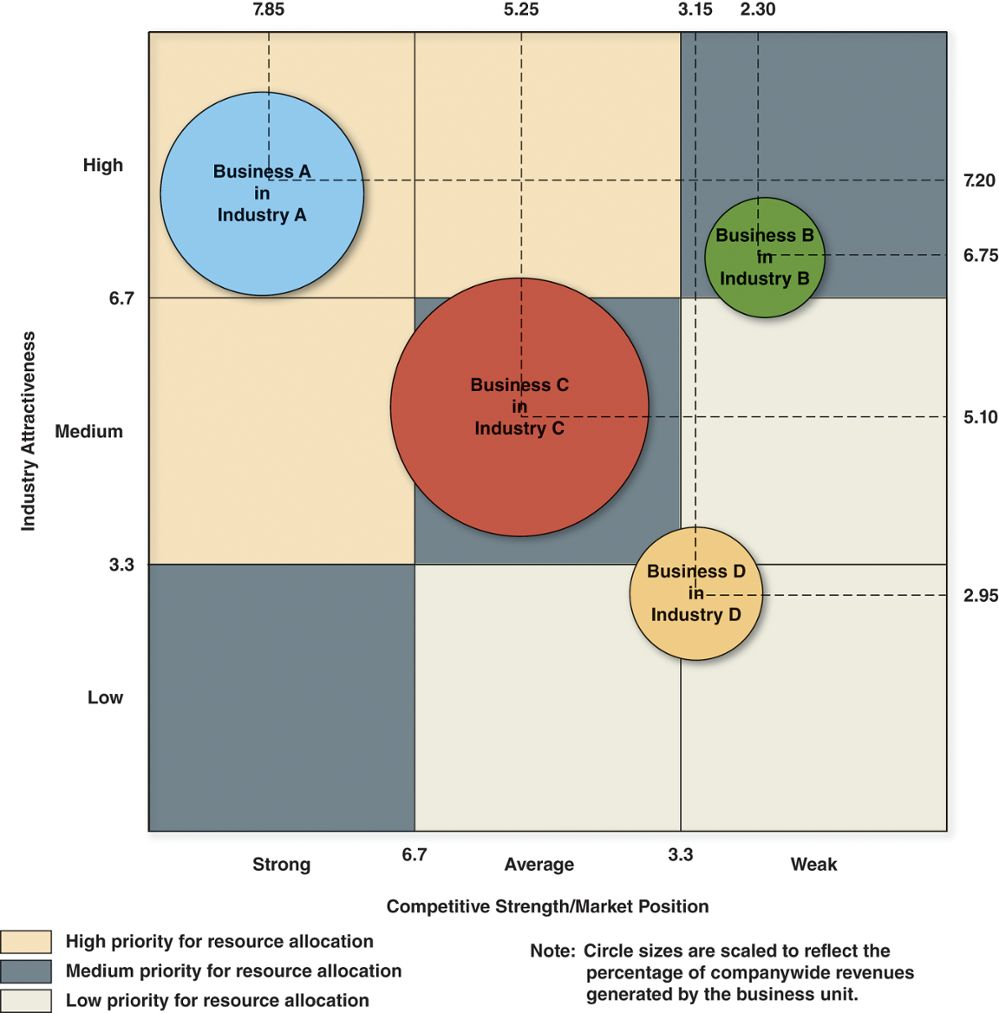 7.85 5.25 3.15 2.30
High
Business A
in
Industry A
7.20
Business B
in
Industry B
6.75
6.7
Industry Attractiveness
Medium
Business C
in
Industry C
5.10
3.3
Business D
in
Industry D
2.95
Low
Strong 6.7 Average 3.3 Weak
Competitive Strength/Market Position
High priority for resource allocation
Medium priority for resource allocation
Low priority for resource allocation
Note: Circle sizes are scaled to reflect the
percentage of companywide revenues
generated by the business unit.